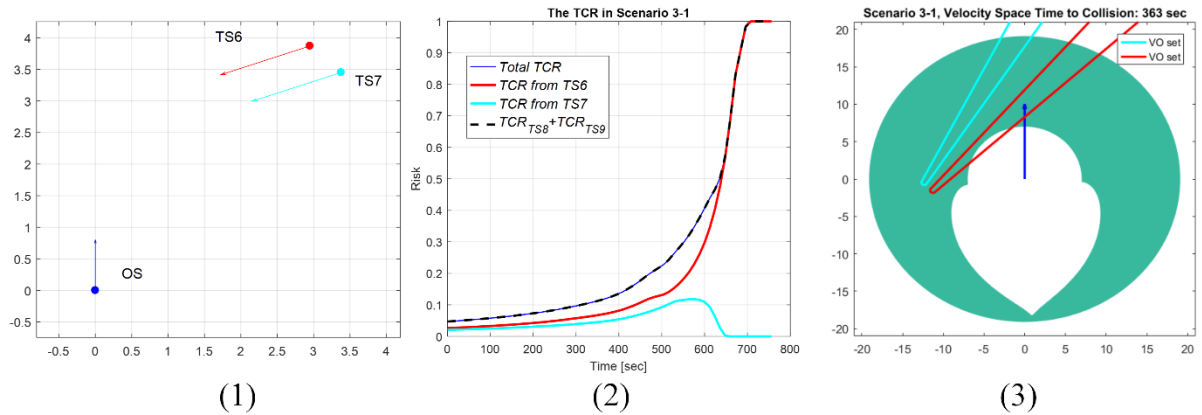 TS6
TS7
OS
4
3.5
3
2.5
2
1.5
1
0.5
0
-0.5
-0.5 0 0.5 1 1.5 2 2.5 3 3.5 4
(1)
The TCR in Scenario 3-1
Total TCR
TCR from TS6
TCR from TS7
TCR_TS8+TCR_TS9
Risk
1
0.9
0.8
0.7
0.6
0.5
0.4
0.3
0.2
0.1
0
0 100 200 300 400 500 600 700 800
Time [sec]
(2)
Scenario 3-1, Velocity Space Time to Collision: 363 sec
VO set
VO set
20
15
10
5
0
-5
-10
-15
-20
-20 -15 -10 -5 0 5 10 15 20
(3)